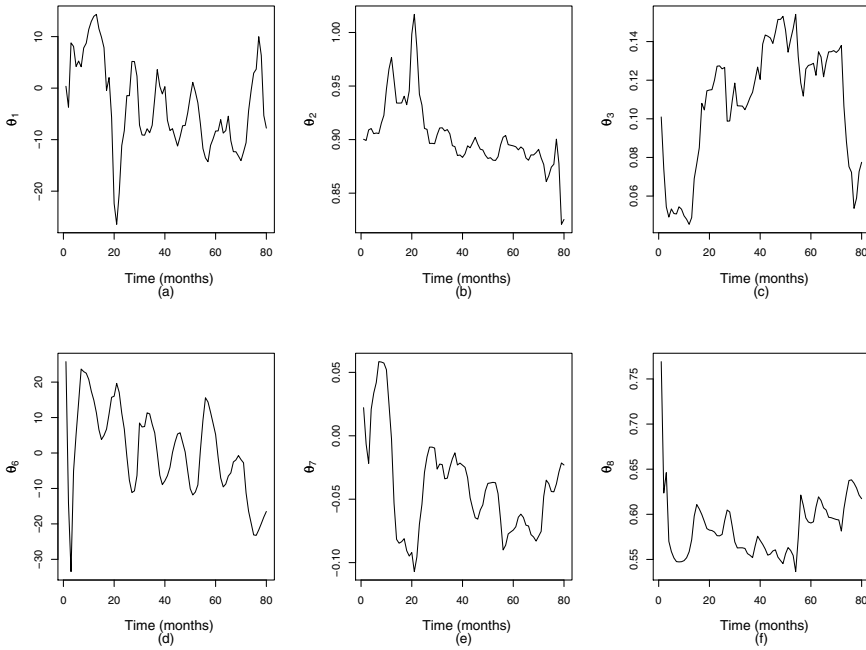 θ1
10
0
−10
−20
0 20 40 60 80
Time (months)
(a)
θ2
1.00
0.95
0.90
0.85
0 20 40 60 80
Time (months)
(b)
θ3
0.14
0.12
0.10
0.08
0.06
0 20 40 60 80
Time (months)
(c)
θ6
20
10
0
−10
−20
−30
0 20 40 60 80
Time (months)
(d)
θ7
0.05
0.00
−0.05
−0.10
0 20 40 60 80
Time (months)
(e)
θ8
0.75
0.70
0.65
0.60
0.55
0 20 40 60 80
Time (months)
(f)